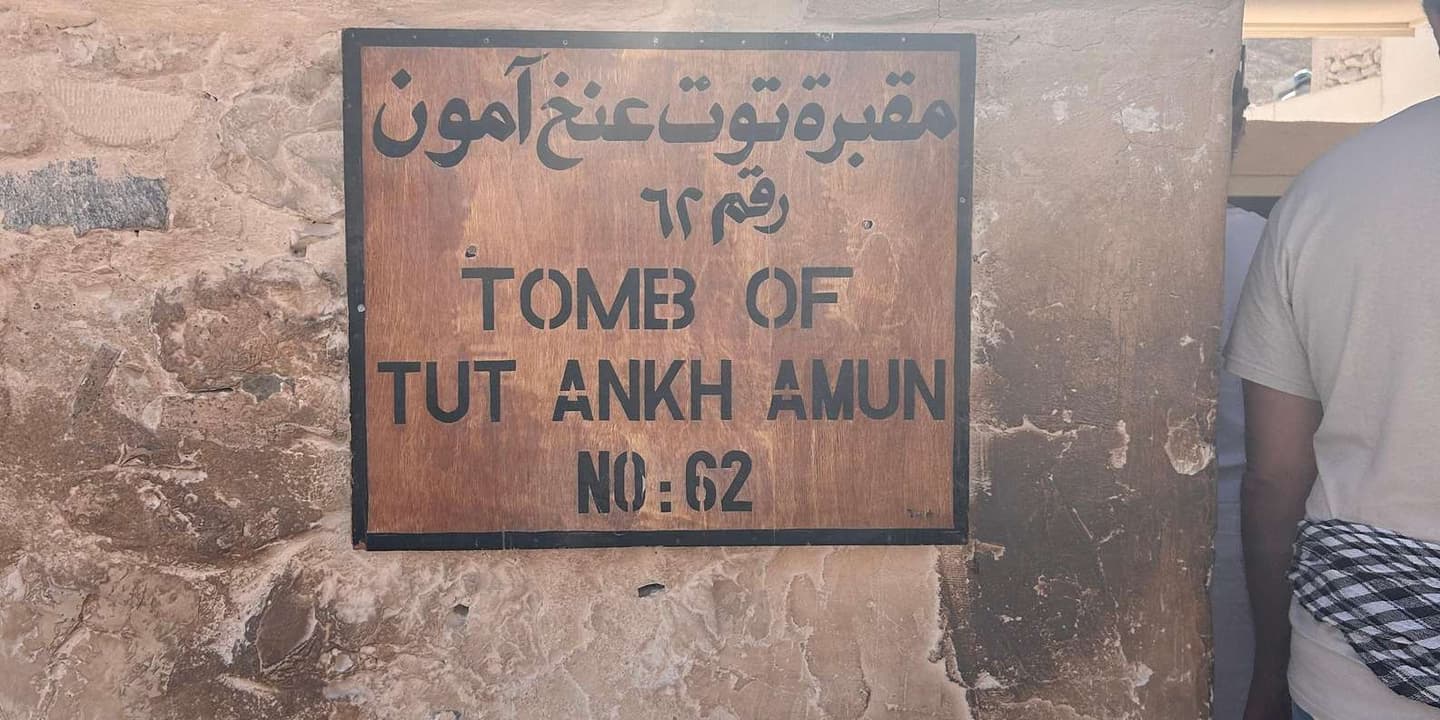 مقبرة توت عنخ آمون
رقم ٦٢
TOMB OF
TUT ANKH AMUN
NO: 62